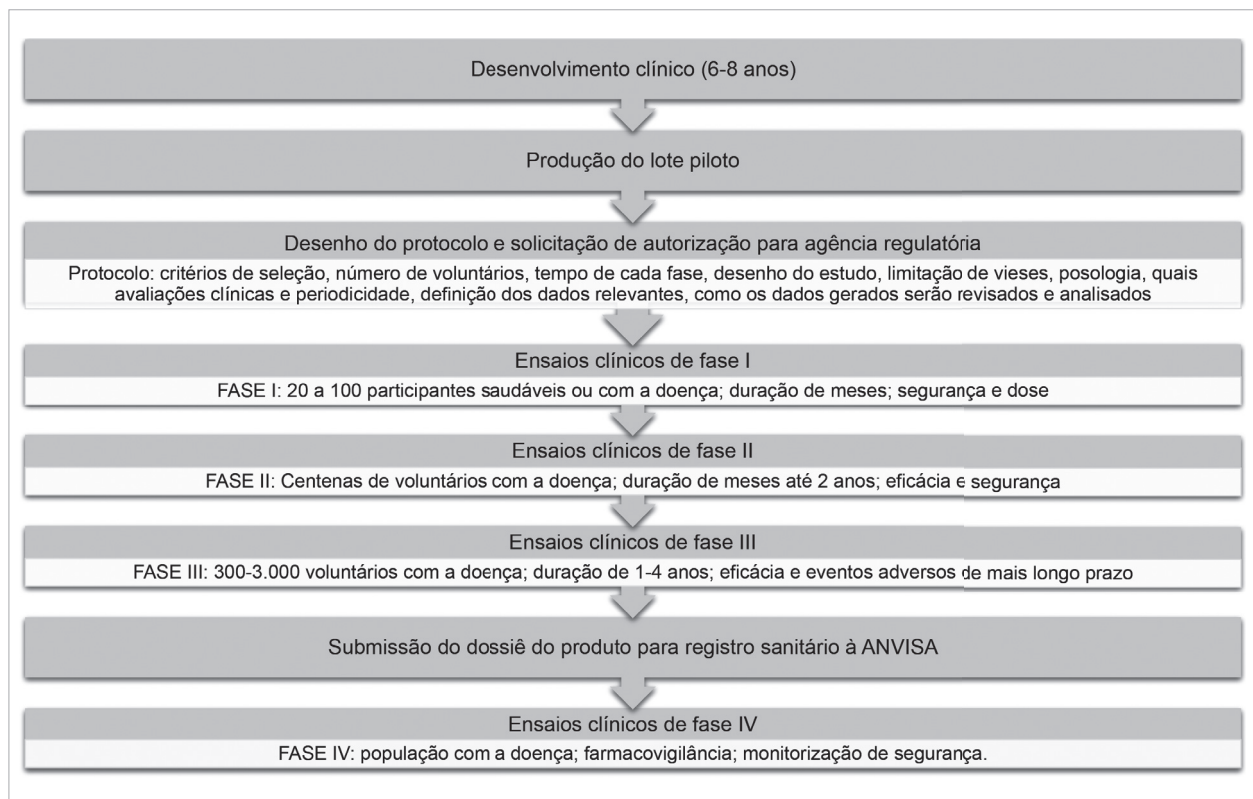 Desenvolvimento clínico (6-8 anos)
Produção do lote piloto
Desenho do protocolo e solicitação de autorização para agência regulatória
Protocolo: critérios de seleção, número de voluntários, tempo de cada fase, desenho do estudo, limitação de vieses, posologia, quais
avaliações clínicas e periodicidade, definição dos dados relevantes, como os dados gerados serão revisados e analisados
Ensaios clínicos de fase I
FASE I: 20 a 100 participantes saudáveis ou com a doença; duração de meses; segurança e dose
Ensaios clínicos de fase II
FASE II: Centenas de voluntários com a doença; duração de meses até 2 anos; eficácia e segurança
Ensaios clínicos de fase III
FASE III: 300-3.000 voluntários com a doença; duração de 1-4 anos; eficácia e eventos adversos de mais longo prazo
Submissão do dossiê do produto para registro sanitário à ANVISA
Ensaios clínicos de fase IV
FASE IV: população com a doença; farmacovigilância; monitorização de segurança.